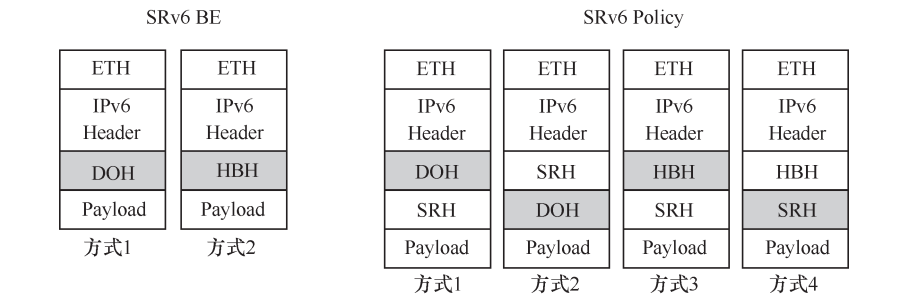 SRv6 BE
ETH
IPv6
Header
DOH
Payload
方式1
ETH
IPv6
Header
HBH
Payload
方式2
SRv6 Policy
ETH
IPv6
Header
DOH
SRH
Payload
方式1
ETH
IPv6
Header
SRH
DOH
Payload
方式2
ETH
IPv6
Header
HBH
SRH
Payload
方式3
ETH
IPv6
Header
HBH
SRH
Payload
方式4